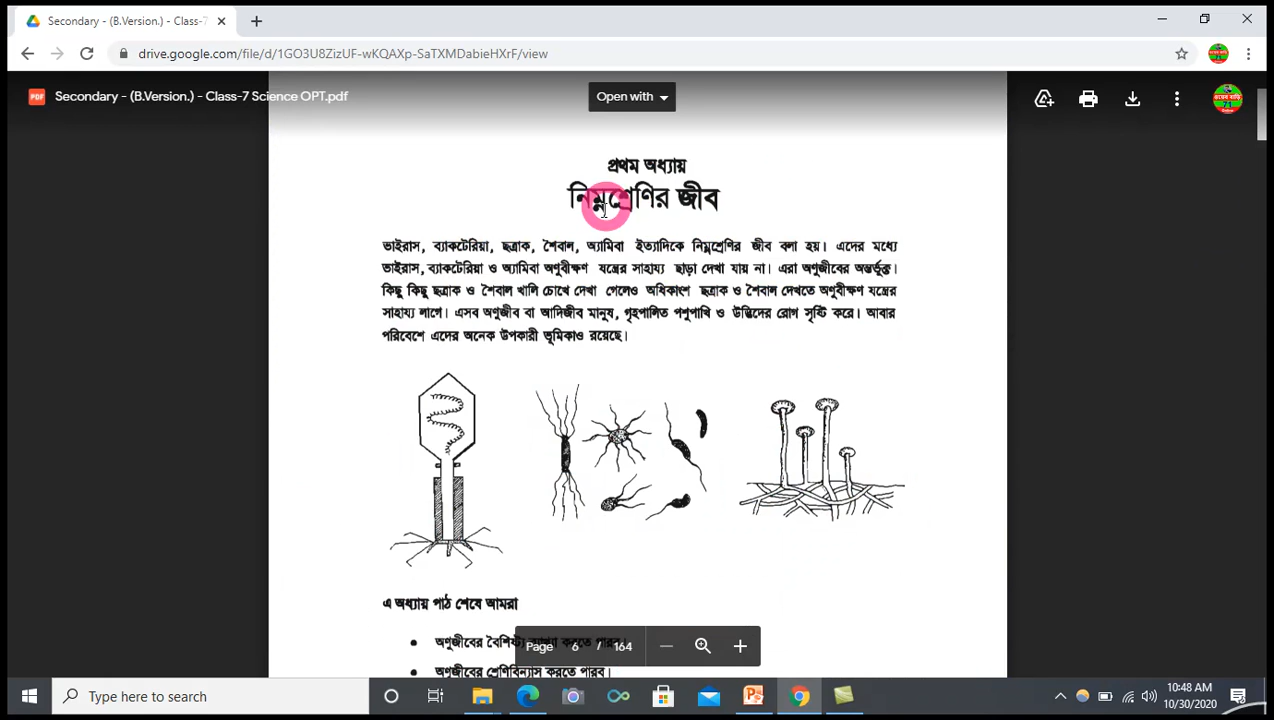 Secondary - (B.Version.) - Class-7
drive.google.com/file/d/1GO3U8ZizUF-wKQAXp-SaTXMDabieHXrF/view
PDF Secondary - (B.Version.) - Class-7 Science OPT.pdf
Open with
প্রথম অধ্যায়
নিম্নশ্রেণির জীব
ভাইরাস, ব্যাকটেরিয়া, ছত্রাক, শৈবাল, অ্যামিবা ইত্যাদিকে নিম্নশ্রেণির জীব বলা হয়। এদের মধ্যে
ভাইরাস, ব্যাকটেরিয়া ও অ্যামিবা অণুবীক্ষণ যন্ত্রের সাহায্য ছাড়া দেখা যায় না। এরা অণুজীবের অন্তর্ভুক্ত।
কিছু কিছু ছত্রাক ও শৈবাল খালি চোখে দেখা গেলেও অধিকাংশ ছত্রাক ও শৈবাল দেখতে অণুবীক্ষণ যন্ত্রের
সাহায্য লাগে। এসব অণুজীব বা আদিজীব মানুষ, গৃহপালিত পশুপাখি ও উদ্ভিদের রোগ সৃষ্টি করে। আবার
পরিবেশে এদের অনেক উপকারী ভূমিকাও রয়েছে।
এ অধ্যায় পাঠ শেষে আমরা
• অণুজীবের বৈশিষ্ট্য ব্যাখ্যা করতে পারব।
• অণুজীবের শ্রেণিবিন্যাস করতে পারব।
Page 6 / 164
Type here to search
10:48 AM
10/30/2020